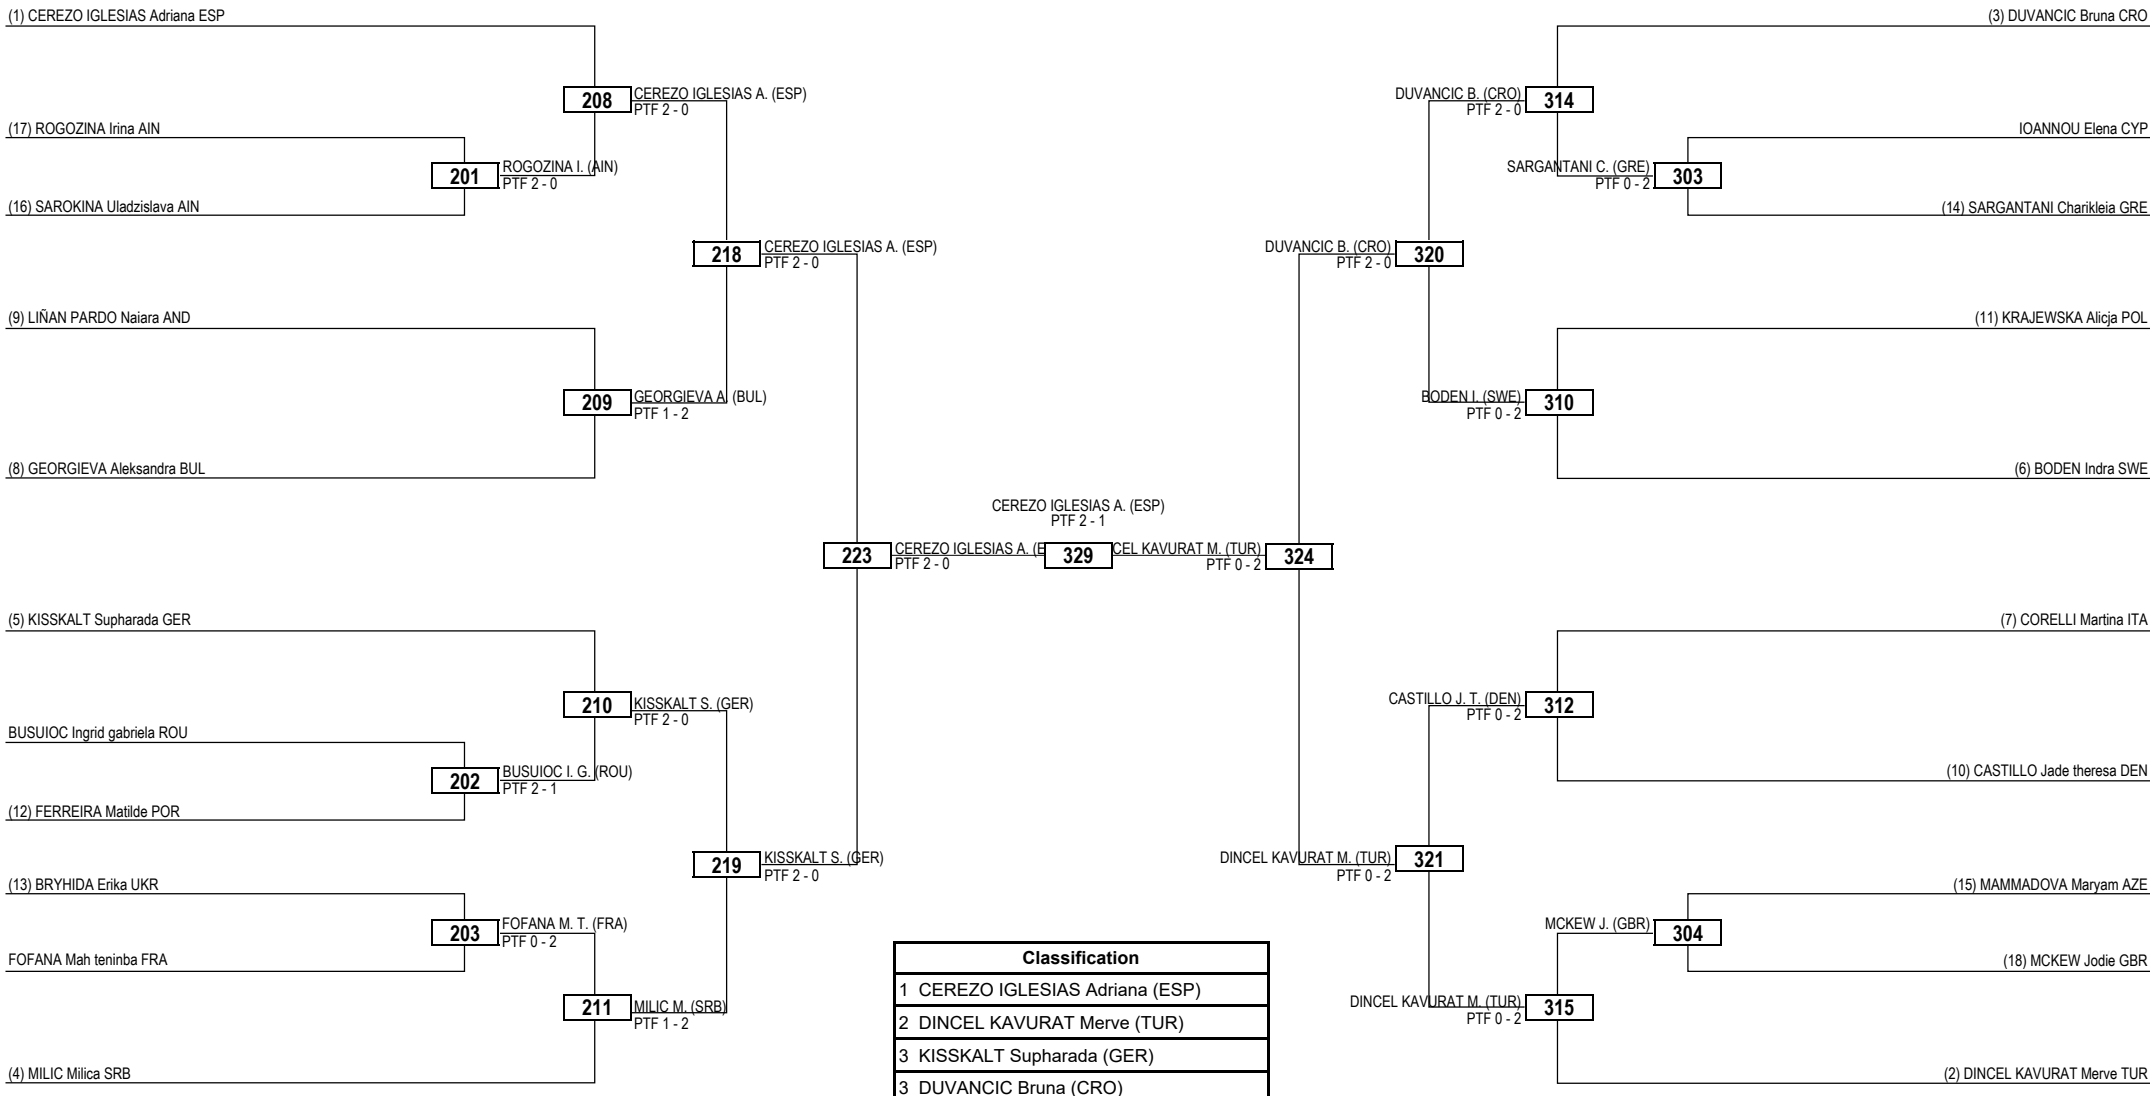 (1) CEREZO IGLESIAS Adriana ESP
(17) ROGOZINA Irina AIN
(16) SAROKINA Uladzislava AIN
(9) LIÑAN PARDO Naiara AND
(8) GEORGIEVA Aleksandra BUL
(5) KISSKALT Supharada GER
BUSUIOC Ingrid gabriela ROU
(12) FERREIRA Matilde POR
(13) BRYHIDA Erika UKR
FOFANA Mah teninba FRA
(4) MILIC Milica SRB
201
ROGOZINA I. (AIN)
PTF 2 - 0
202
BUSUIOC I. G. (ROU)
PTF 2 - 1
203
FOFANA M. T. (FRA)
PTF 0 - 2
208
CEREZO IGLESIAS A. (ESP)
PTF 2 - 0
209
GEORGIEVA A. (BUL)
PTF 1 - 2
210
KISSKALT S. (GER)
PTF 2 - 0
211
MILIC M. (SRB)
PTF 1 - 2
218
CEREZO IGLESIAS A. (ESP)
PTF 2 - 0
219
KISSKALT S. (GER)
PTF 2 - 0
223
CEREZO IGLESIAS A. (E
PTF 2 - 0
CEREZO IGLESIAS A. (ESP)
PTF 2 - 1
329
CEL KAVURAT M. (TUR)
PTF 0 - 2
324
DUVANCIC B. (CRO)
PTF 2 - 0
320
DINCEL KAVURAT M. (TUR)
PTF 0 - 2
321
DUVANCIC B. (CRO)
PTF 2 - 0
314
BODEN I. (SWE)
PTF 0 - 2
310
CASTILLO J. T. (DEN)
PTF 0 - 2
312
DINCEL KAVURAT M. (TUR)
PTF 0 - 2
315
SARGANTANI C. (GRE)
PTF 0 - 2
303
MCKEW J. (GBR)
304
(3) DUVANCIC Bruna CRO
IOANNOU Elena CYP
(14) SARGANTANI Charikleia GRE
(11) KRAJEWSKA Alicja POL
(6) BODEN Indra SWE
(7) CORELLI Martina ITA
(10) CASTILLO Jade theresa DEN
(15) MAMMADOVA Maryam AZE
(18) MCKEW Jodie GBR
(2) DINCEL KAVURAT Merve TUR
Classification
1 CEREZO IGLESIAS Adriana (ESP)
2 DINCEL KAVURAT Merve (TUR)
3 KISSKALT Supharada (GER)
3 DUVANCIC Bruna (CRO)